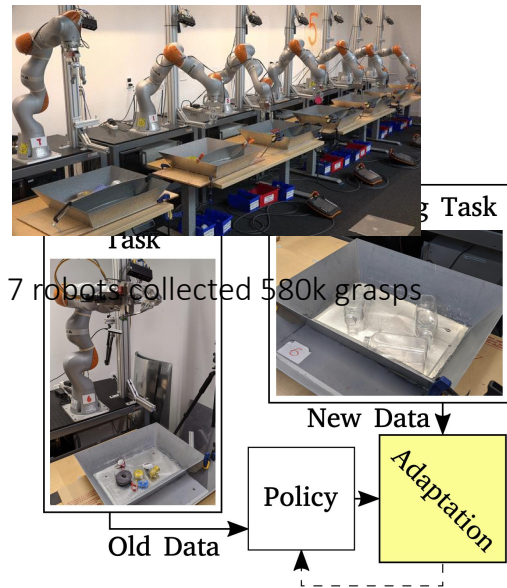 g Task
Task
7 robots collected 580k grasps
New Data
Adaptation
Policy
Old Data